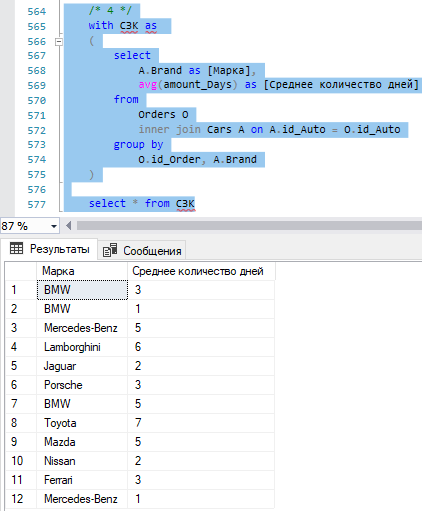 564 /* 4 */
565 with СЗК as
566 (
567 select
568 A.Brand as [Марка],
569 avg(amount_Days) as [Среднее количество дней]
570 from
571 Orders O
572 inner join Cars A on A.id_Auto = O.id_Auto
573 group by
574 O.id_Order, A.Brand
575 )
576
577 select * from СЗК
87 %
Результаты Сообщения
Марка Среднее количество дней
1 BMW 3
2 BMW 1
3 Mercedes-Benz 5
4 Lamborghini 6
5 Jaguar 2
6 Porsche 3
7 BMW 5
8 Toyota 7
9 Mazda 5
10 Nissan 2
11 Ferrari 3
12 Mercedes-Benz 1